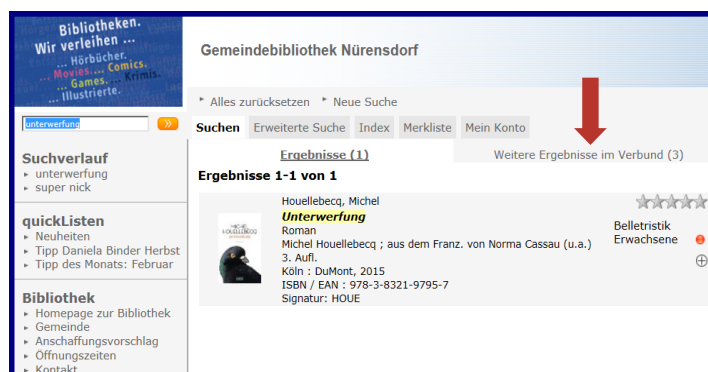 Bibliotheken.
Wir verleihen ...
... Hörbücher.
... Movies.... Comics.
... Games.... Krimis.
... Illustrierte.
Gemeindebibliothek Nürensdorf
Alles zurücksetzen Neue Suche
unterwerfung
Suchen Erweiterte Suche Index Merkliste Mein Konto
Ergebnisse (1) Weitere Ergebnisse im Verbund (3)
Ergebnisse 1-1 von 1
Suchverlauf
unterwerfung
super nick
quickListen
Neuheiten
Tipp Daniela Binder Herbst
Tipp des Monats: Februar
Bibliothek
Homepage zur Bibliothek
Gemeinde
Anschaffungsvorschlag
Öffnungszeiten
Kontakt
MICHEL
HOUELLEBECQ
Houellebecq, Michel
Unterwerfung
Roman
Michel Houellebecq ; aus dem Franz. von Norma Cassau (u.a.)
3. Aufl.
Köln : DuMont, 2015
ISBN / EAN : 978-3-8321-9795-7
Signatur: HOUE
Belletristik
Erwachsene